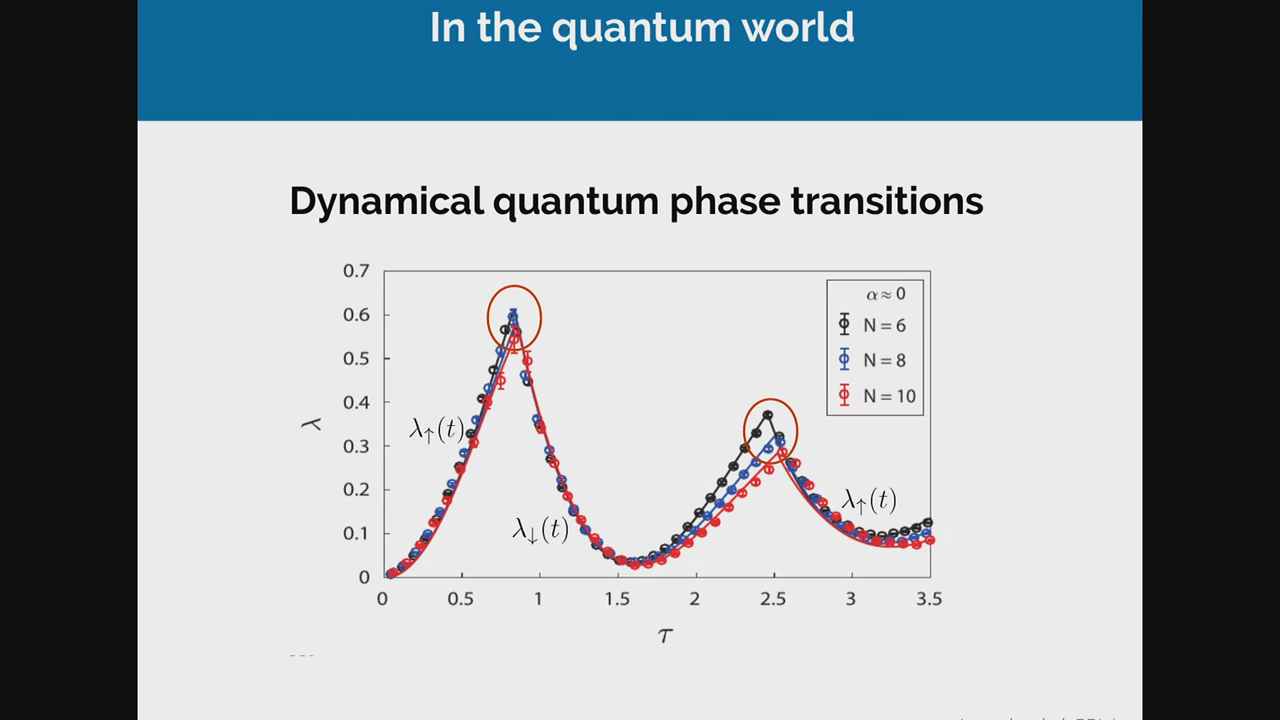 In the quantum world
Dynamical quantum phase transitions
0.7
0.6
0.5
0.4
0.3
0.2
0.1
0
λ
λ↑(t)
λ↓(t)
λ↑(t)
α≈0
N = 6
N = 8
N = 10
0 0.5 1 1.5 2 2.5 3 3.5
τ